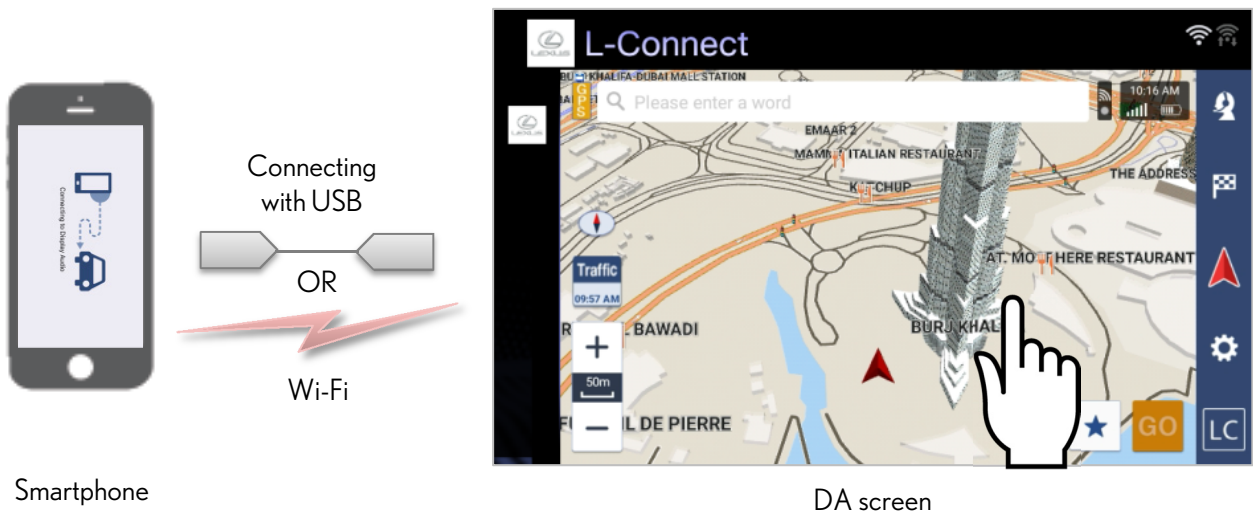 LEXUS
L-Connect
LEXUS
KHALIFA-DUBAI MALL STATION
GPS
Please enter a word
10:16 AM
EMAAR 2
ITALIAN RESTAURANT
THE ADDRESS
Connecting
with USB
OR
Wi-Fi
Connecting to Display Audio
Traffic
09:57 AM
HERE RESTAURANT
BAWADI
BURJ KHAL
50m
IL DE PIERRE
GO
LC
Smartphone
DA screen